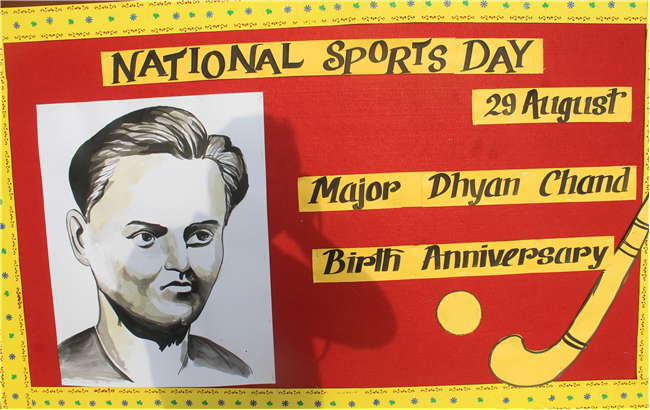 NATIONAL SPORTS DAY
29 August
Major Dhyan Chand
Birth Anniversary